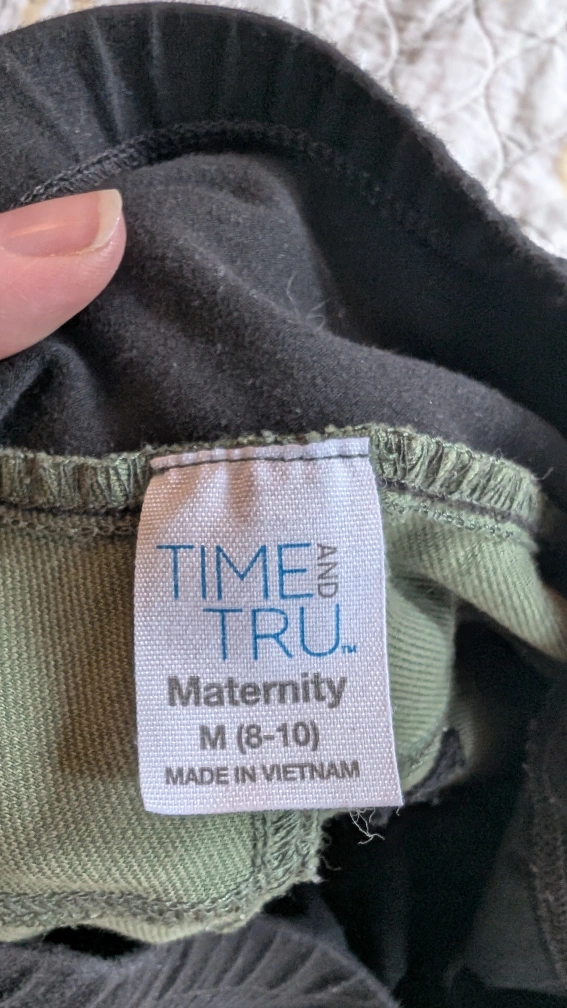 TIME AND
TRU™
Maternity
M (8-10)
MADE IN VIETNAM